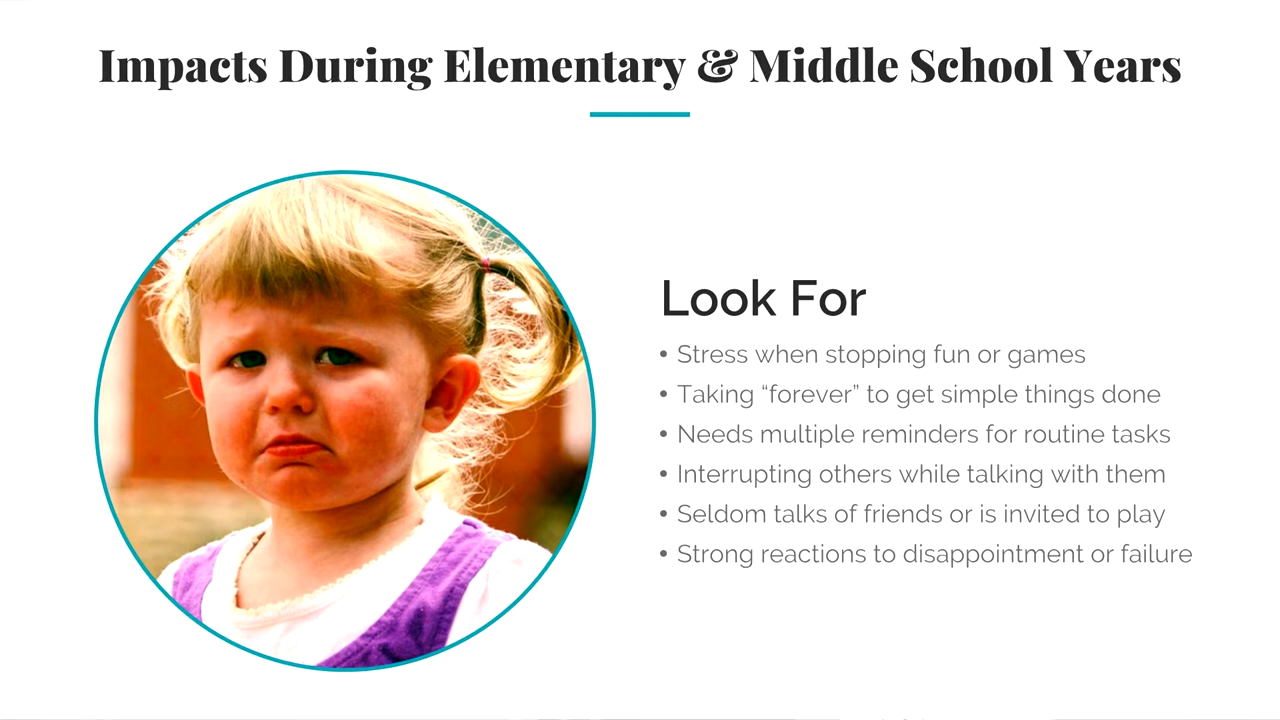 Impacts During Elementary & Middle School Years
Look For
• Stress when stopping fun or games
• Taking “forever” to get simple things done
• Needs multiple reminders for routine tasks
• Interrupting others while talking with them
• Seldom talks of friends or is invited to play
• Strong reactions to disappointment or failure